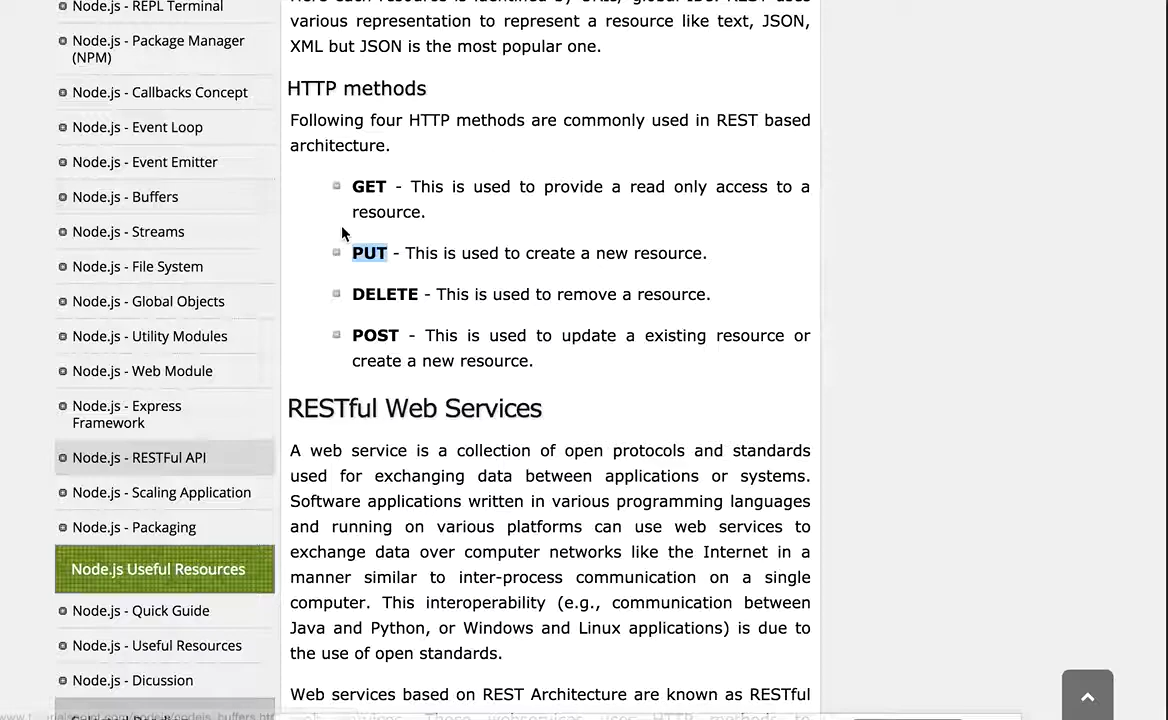 Node.js - REPL Terminal
Node.js - Package Manager
(NPM)
Node.js - Callbacks Concept
Node.js - Event Loop
Node.js - Event Emitter
Node.js - Buffers
Node.js - Streams
Node.js - File System
Node.js - Global Objects
Node.js - Utility Modules
Node.js - Web Module
Node.js - Express
Framework
Node.js - RESTFul API
Node.js - Scaling Application
Node.js - Packaging
Node.js Useful Resources
Node.js - Quick Guide
Node.js - Useful Resources
Node.js - Dicussion
various representation to represent a resource like text, JSON,
XML but JSON is the most popular one.
HTTP methods
Following four HTTP methods are commonly used in REST based
architecture.
GET - This is used to provide a read only access to a
resource.
PUT - This is used to create a new resource.
DELETE - This is used to remove a resource.
POST - This is used to update a existing resource or
create a new resource.
RESTful Web Services
A web service is a collection of open protocols and standards
used for exchanging data between applications or systems.
Software applications written in various programming languages
and running on various platforms can use web services to
exchange data over computer networks like the Internet in a
manner similar to inter-process communication on a single
computer. This interoperability (e.g., communication between
Java and Python, or Windows and Linux applications) is due to
the use of open standards.
Web services based on REST Architecture are known as RESTful